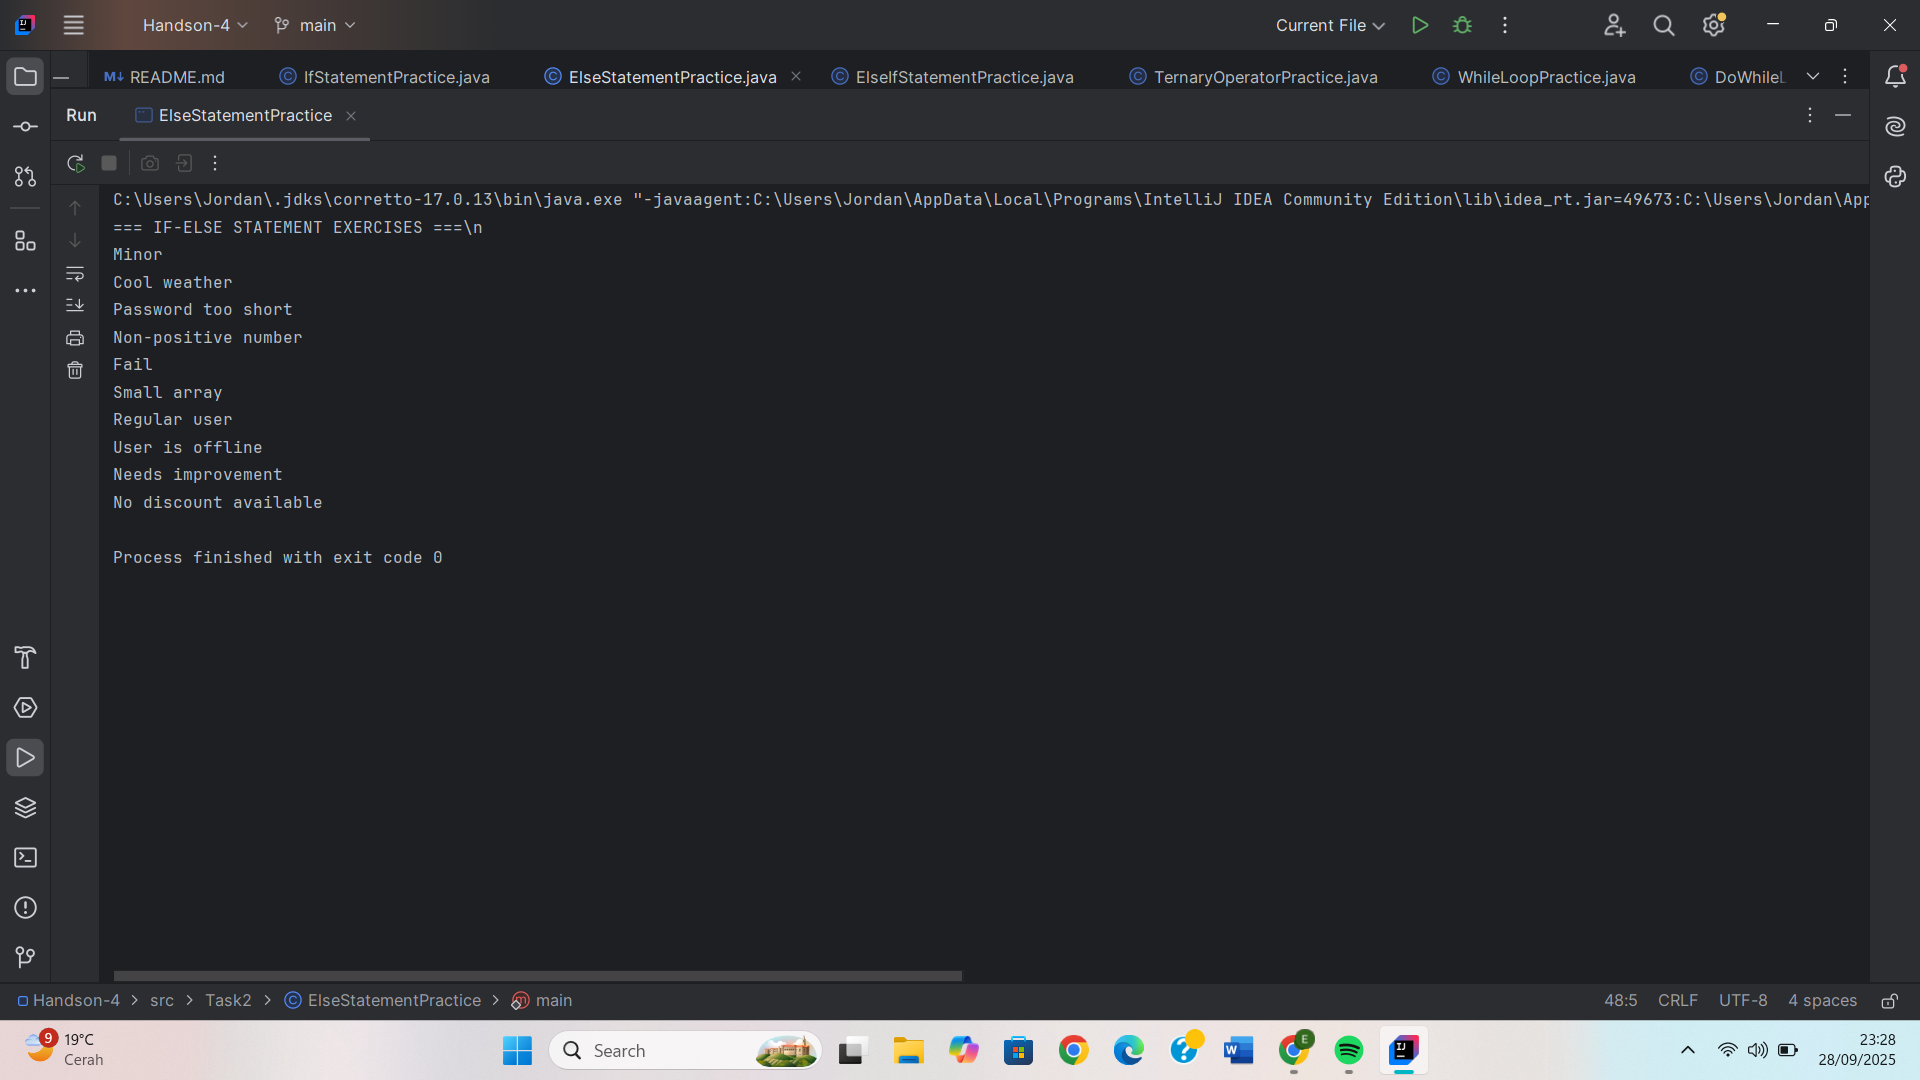 Handson-4
main
Current File
README.md
IfStatementPractice.java
ElseStatementPractice.java
ElseIfStatementPractice.java
TernaryOperatorPractice.java
WhileLoopPractice.java
DoWhileL
Run
ElseStatementPractice
C:\Users\Jordan\.jdks\corretto-17.0.13\bin\java.exe "-javaagent:C:\Users\Jordan\AppData\Local\Programs\IntelliJ IDEA Community Edition\lib\idea_rt.jar=49673:C:\Users\Jordan\App
=== IF-ELSE STATEMENT EXERCISES ===\n
Minor
Cool weather
Password too short
Non-positive number
Fail
Small array
Regular user
User is offline
Needs improvement
No discount available
Process finished with exit code 0
Handson-4 > src > Task2 > ElseStatementPractice > main
48:5 CRLF UTF-8 4 spaces
9
19°C
Cerah
Search
E
23:28
28/09/2025